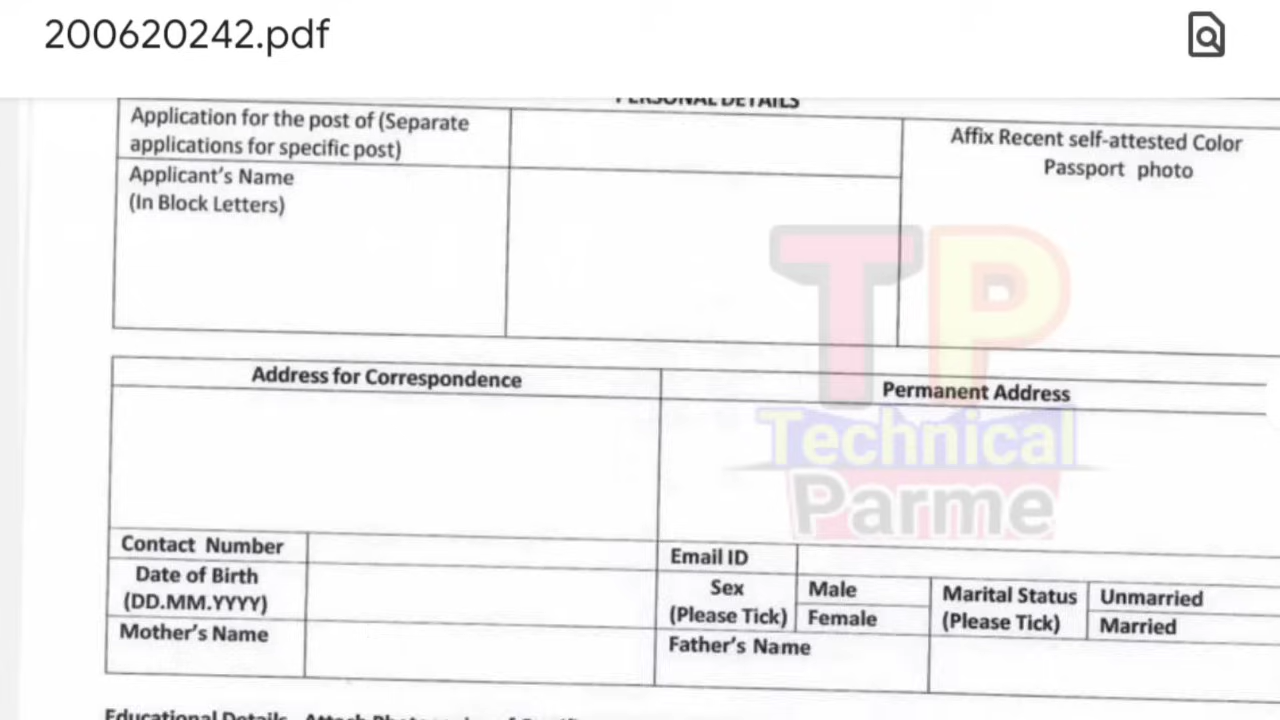 200620242.pdf
PERSONAL DETAILS
Application for the post of (Separate
applications for specific post)
Affix Recent self-attested Color
Passport photo
Applicant's Name
(In Block Letters)
TP
Technical
Parme
Address for Correspondence
Permanent Address
Contact Number
Email ID
Date of Birth
(DD.MM.YYYY)
Sex
(Please Tick)
Male
Female
Marital Status
(Please Tick)
Unmarried
Married
Mother's Name
Father's Name
Educational Details Attach